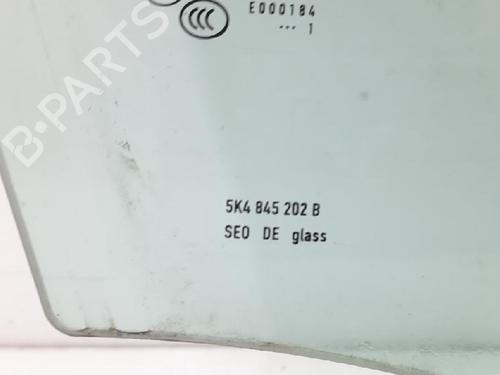 E000184
--- 1
5K4 845 202 B
SEO DE glass
B-PARTS